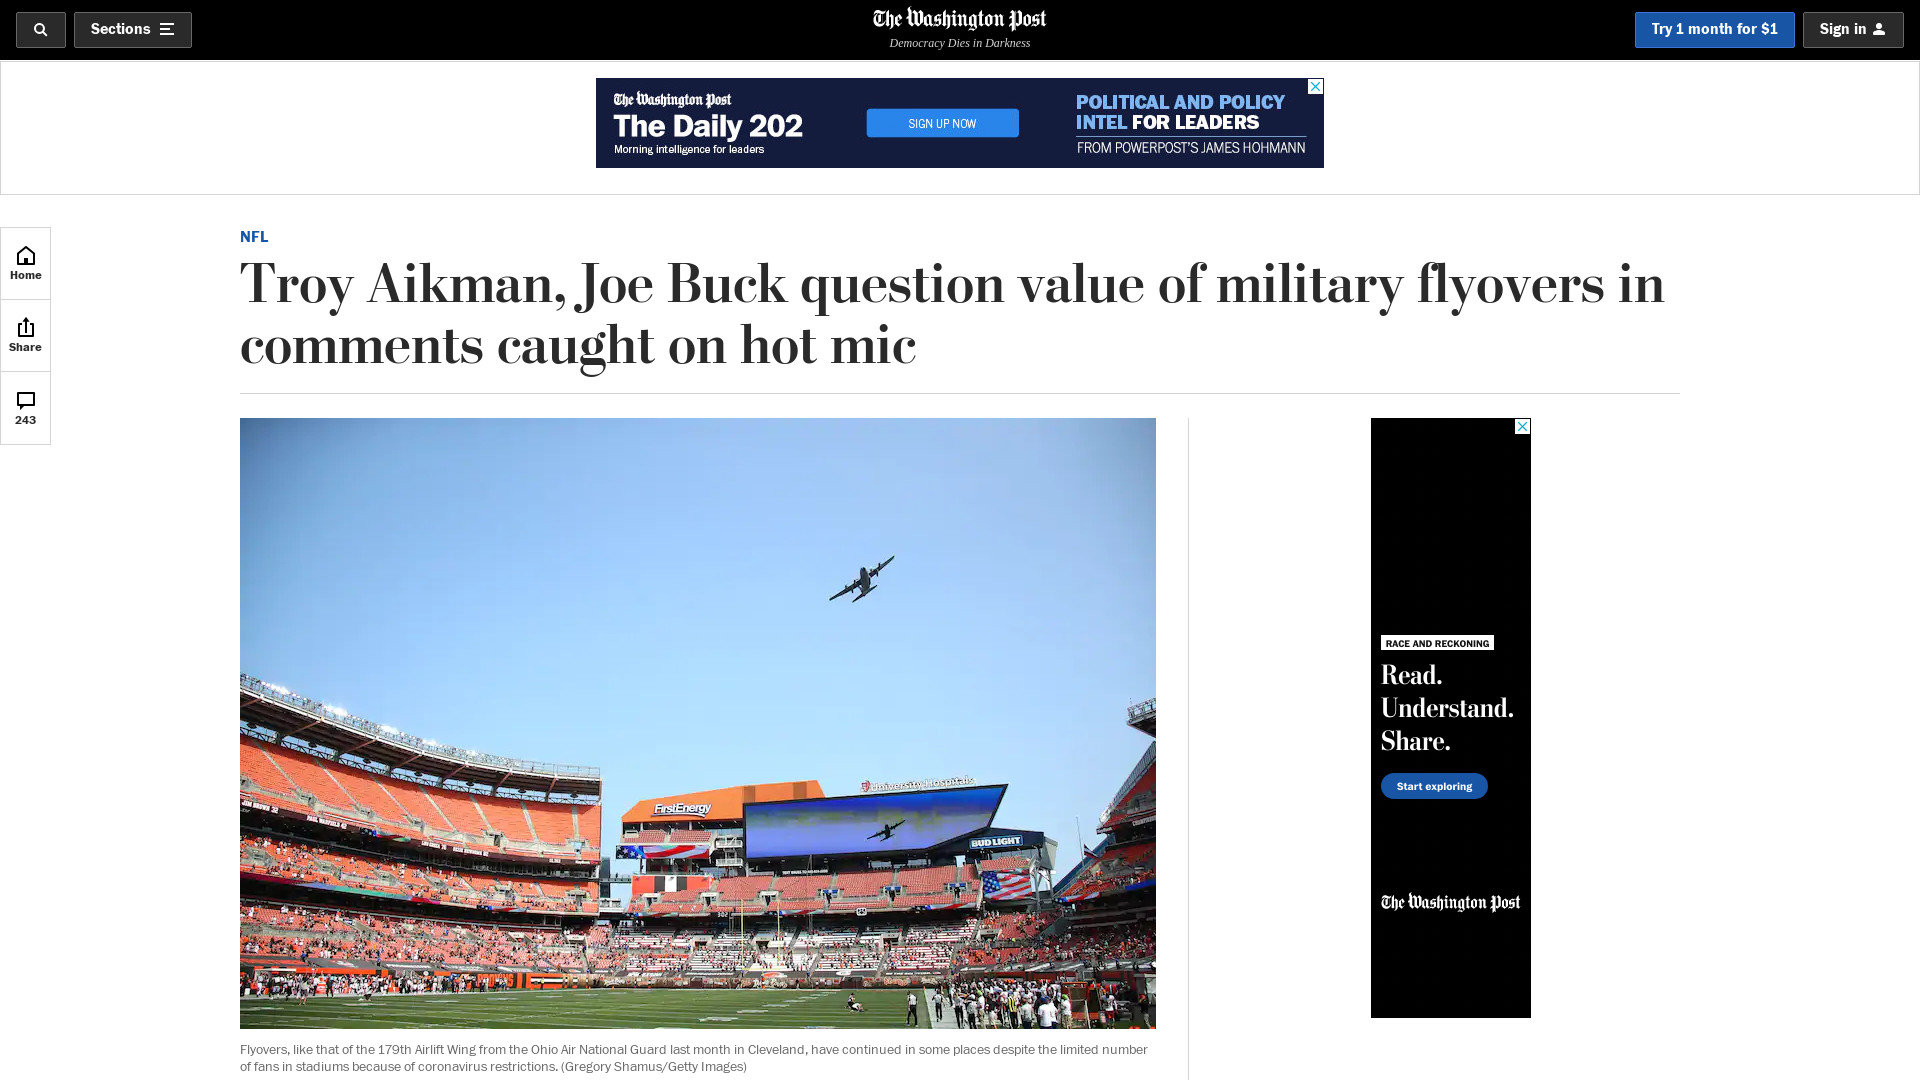 Sections
The Washington Post
Democracy Dies in Darkness
Try 1 month for $1
Sign in
The Washington Post
The Daily 202
Morning intelligence for leaders
SIGN UP NOW
POLITICAL AND POLICY
INTEL FOR LEADERS
FROM POWERPOST'S JAMES HOHMANN
Home
Share
243
NFL
Troy Aikman, Joe Buck question value of military flyovers in
comments caught on hot mic
FirstEnergy
University Hospitals
BUD LIGHT
RACE AND RECKONING
Read.
Understand.
Share.
Start exploring
The Washington Post
Flyovers, like that of the 179th Airlift Wing from the Ohio Air National Guard last month in Cleveland, have continued in some places despite the limited number
of fans in stadiums because of coronavirus restrictions. (Gregory Shamus/Getty Images)